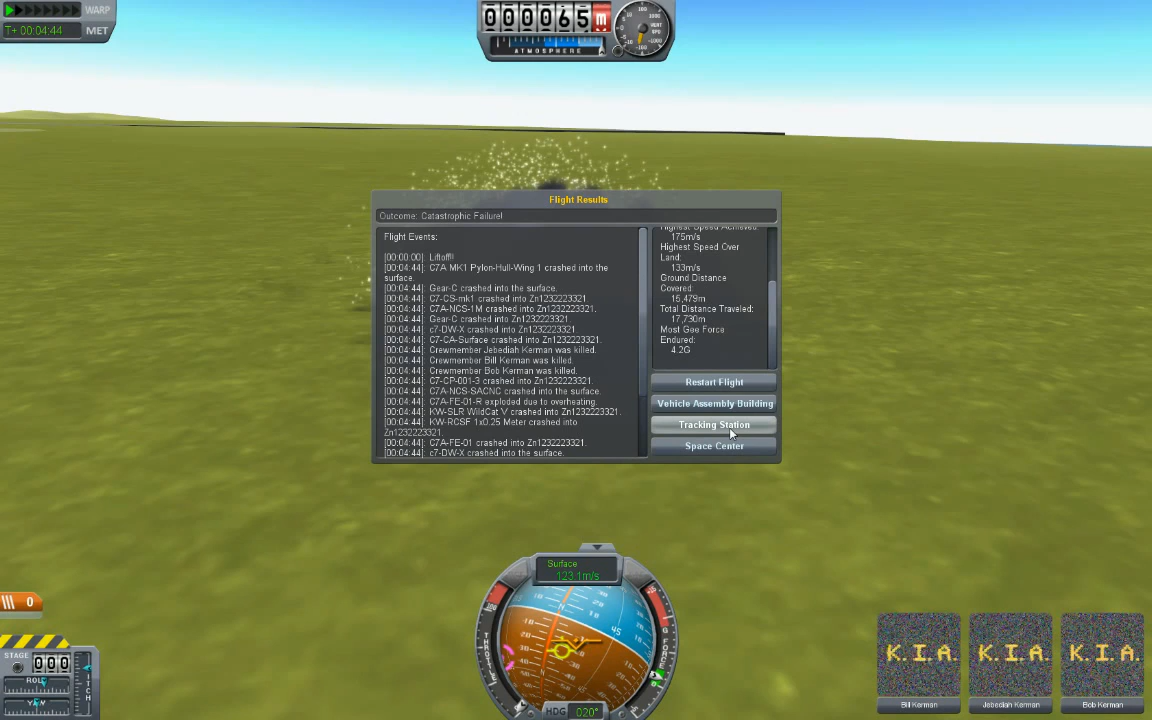 WARP
T+ 00:04:44 MET
000065m
ATMOSPHERE
Flight Results
Outcome: Catastrophic Failure!
Flight Events:
[00:00:00]: Liftoff!!
[00:04:44]: C7A MK1 Pylon-Hull-Wing 1 crashed into the
surface.
[00:04:44]: Gear-C crashed into the surface.
[00:04:44]: C7-CS-mk1 crashed into Zn1232223321.
[00:04:44]: C7A-NCS-1M crashed into Zn1232223321.
[00:04:44]: Gear-C crashed into Zn1232223321.
[00:04:44]: c7-DW-X crashed into Zn1232223321.
[00:04:44]: C7-CA-Surface crashed into Zn1232223321.
[00:04:44]: Crewmember Jebediah Kerman was killed.
[00:04:44]: Crewmember Bill Kerman was killed.
[00:04:44]: Crewmember Bob Kerman was killed.
[00:04:44]: C7-CP-001-3 crashed into Zn1232223321.
[00:04:44]: C7A-NCS-SACNC crashed into the surface.
[00:04:44]: C7A-FE-01-R exploded due to overheating.
[00:04:44]: KW-SLR WildCat V crashed into Zn1232223321.
[00:04:44]: KW-RCSF 1x0.25 Meter crashed into
Zn1232223321.
[00:04:44]: C7A-FE-01 crashed into Zn1232223321.
[00:04:44]: c7-DW-X crashed into the surface.
Highest Speed Achieved:
175m/s
Highest Speed Over
Land:
133m/s
Ground Distance
Covered:
15,479m
Total Distance Traveled:
17,730m
Most Gee Force
Endured:
4.2G
Restart Flight
Vehicle Assembly Building
Tracking Station
Space Center
Surface
123.1m/s
THROTTLE
G FORCE
45
HDG 020°
0
STAGE
000
ROLL
YAW
PITCH
K.I.A. K.I.A. K.I.A.
Bill Kerman Jebediah Kerman Bob Kerman